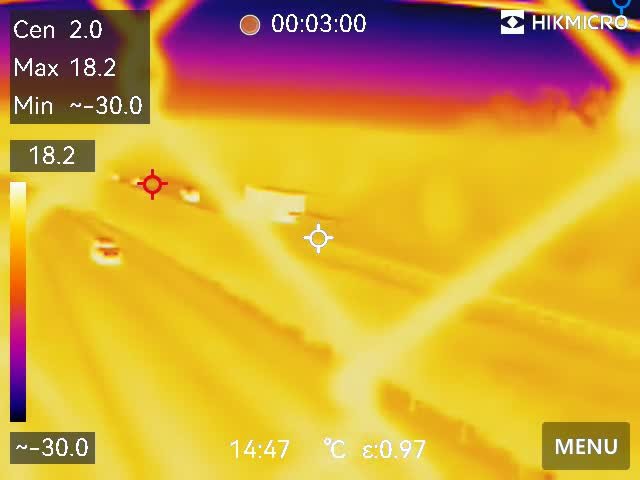 Cen 2.0
Max 18.2
Min ~-30.0
00:03:00
HIKMICRO
18.2
~-30.0
14:47 ℃ ε:0.97
MENU